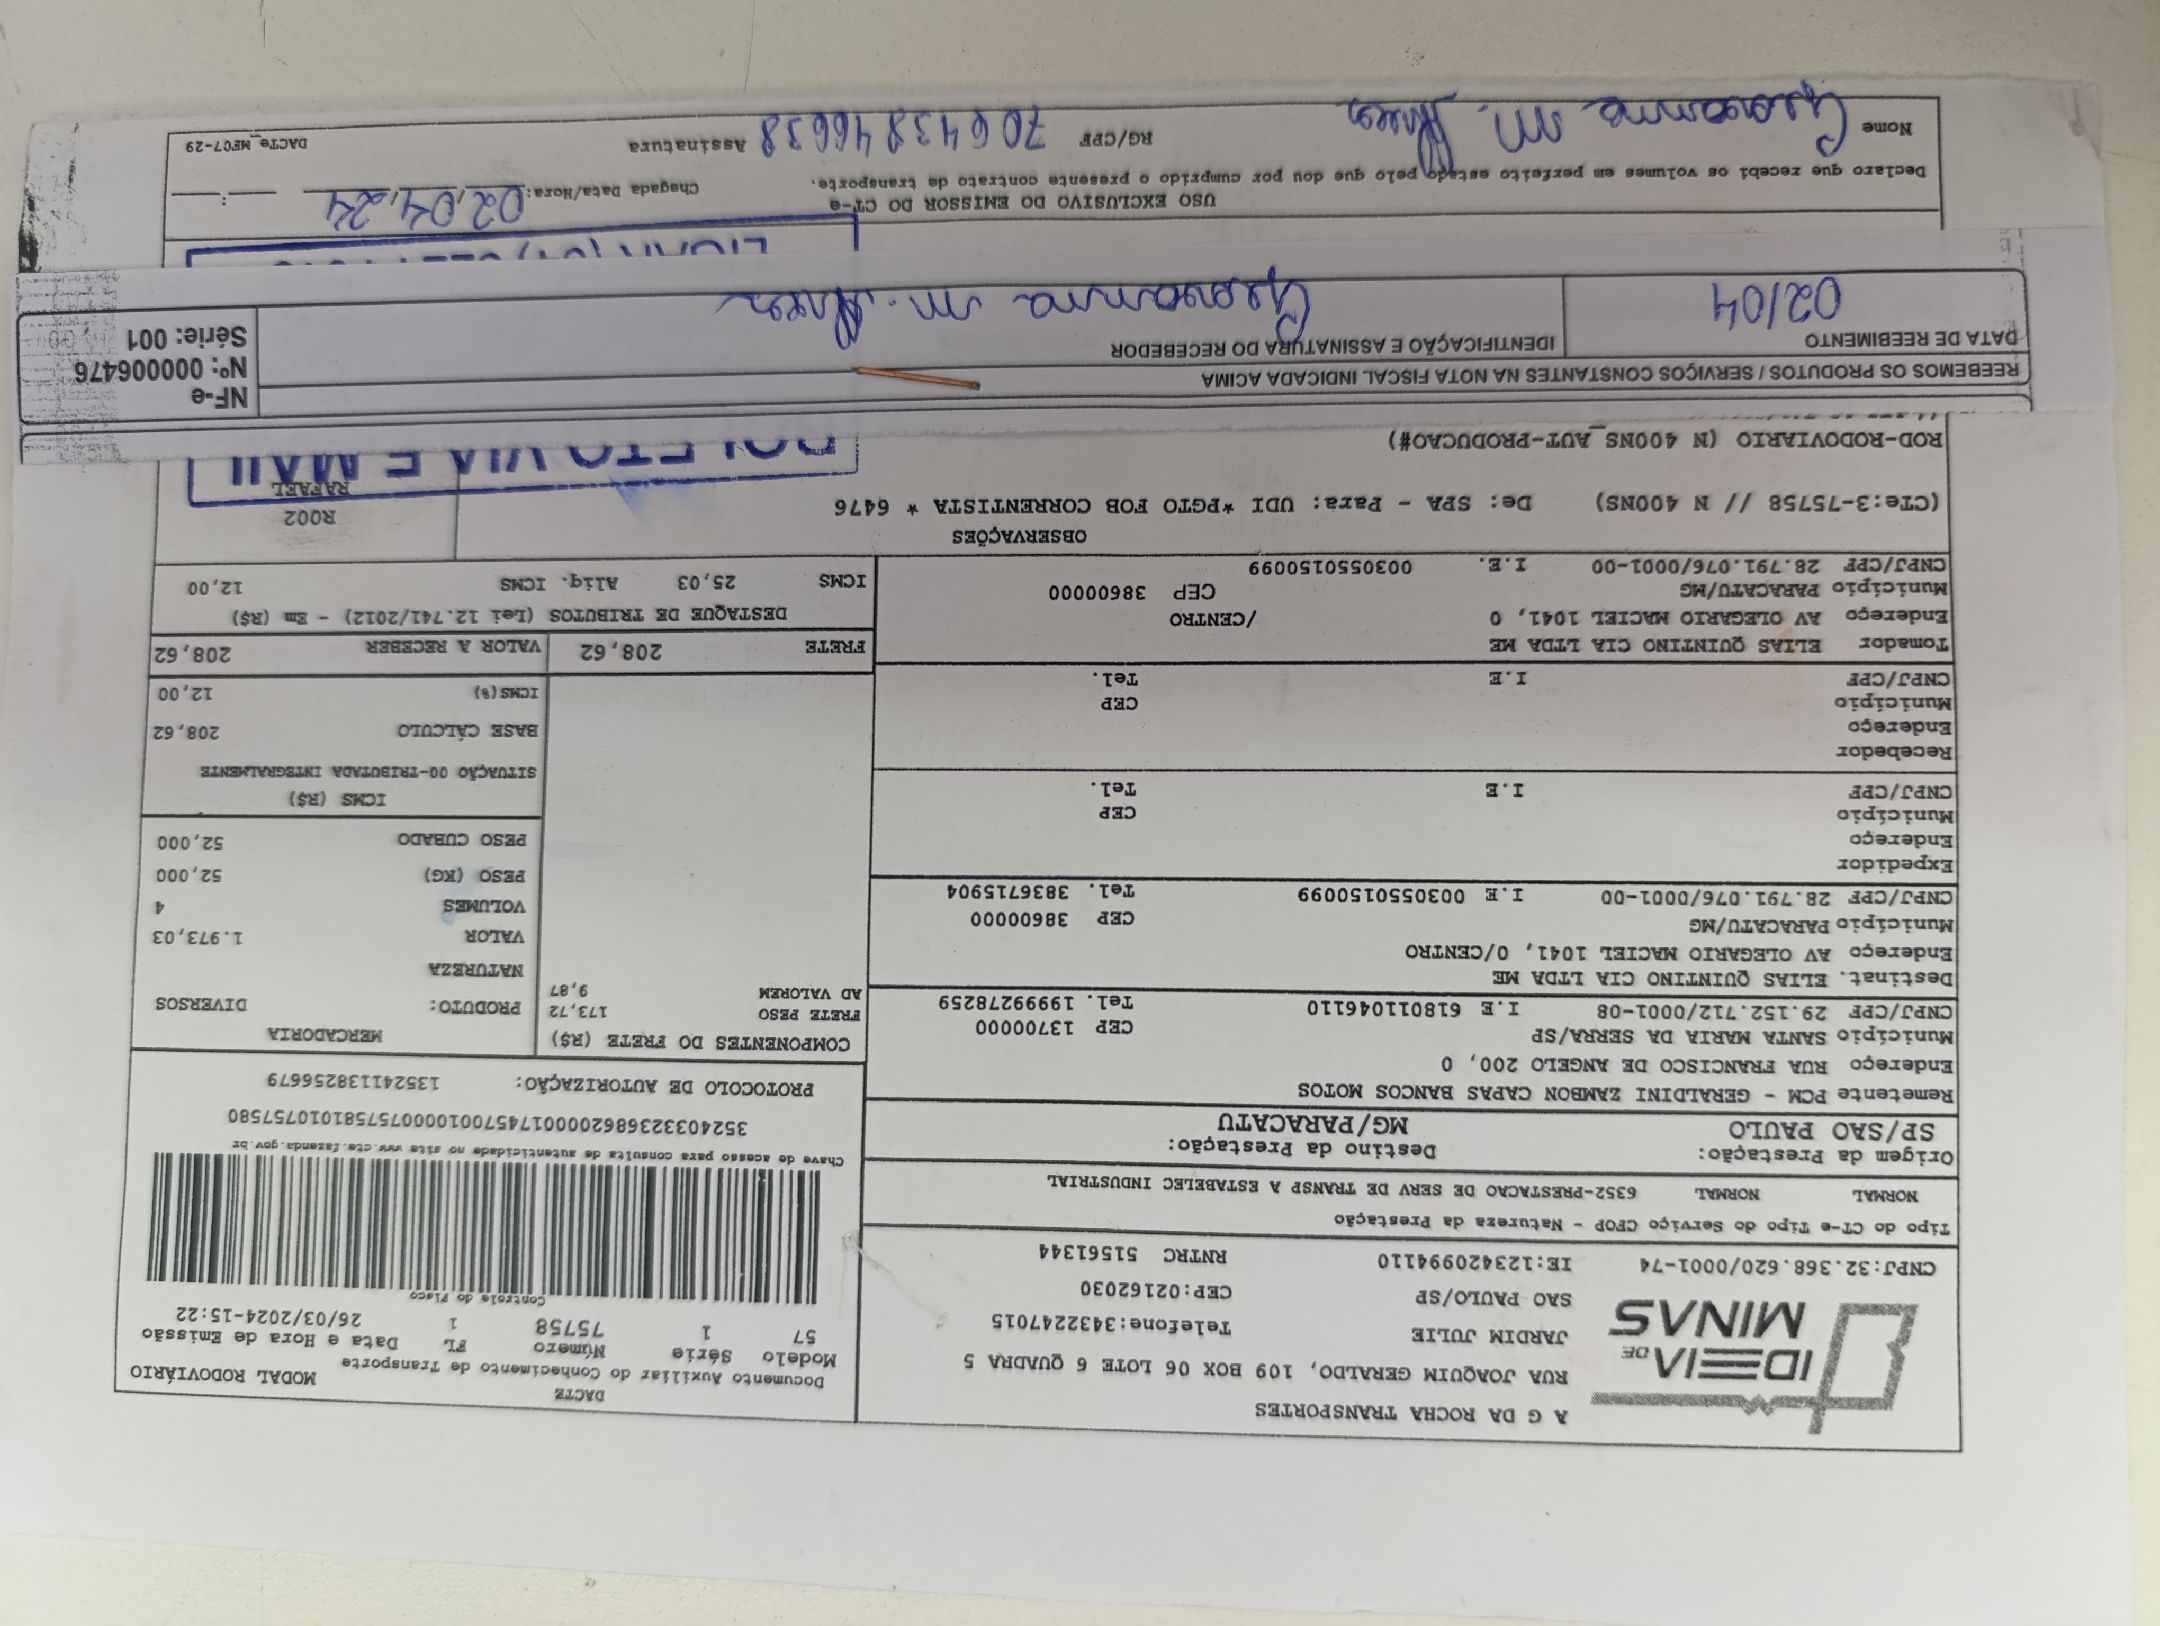 A G DA ROCHA TRANSPORTES
IDEIA DE MINAS
RUA JOAQUIM GERALDO, 109 BOX 06 LOTE 6 QUADRA 5
JARDIM JULIE Telefone:3432247015
SAO PAULO/SP CEP:02162030
CNPJ:32.368.620/0001-74 IE:123420994110 RNTRC 51561344
DACTE
Documento Auxiliar do Conhecimento de Transporte MODAL RODOVIÁRIO
Modelo Série Número FL Data e Hora de Emissão
57 1 75758 1 26/03/2024-15:22
Controle do Fisco
Chave de acesso para consulta de autenticidade no site www.cte.fazenda.gov.br
35240332368620000174570010000757581010757580
PROTOCOLO DE AUTORIZAÇÃO: 135241138256679
Tipo do CT-e Tipo do Serviço CFOP - Natureza da Prestação
NORMAL NORMAL 6352-PRESTACAO DE SERV DE TRANSP A ESTABELEC INDUSTRIAL
Origem da Prestação: Destino da Prestação:
SP/SAO PAULO MG/PARACATU
Remetente PCM - GERALDINI ZAMBON CAPAS BANCOS MOTOS
Endereço RUA FRANCISCO DE ANGELO 200, 0
Município SANTA MARIA DA SERRA/SP CEP 13700000
CNPJ/CPF 29.152.712/0001-08 I.E 618011046110 Tel. 1999278259
Destinat. ELIAS QUINTINO CIA LTDA ME
Endereço AV OLEGARIO MACIEL 1041, 0/CENTRO
Município PARACATU/MG CEP 38600000
CNPJ/CPF 28.791.076/0001-00 I.E 0030550150099 Tel. 3836715904
Expedidor
Endereço
Município CEP
CNPJ/CPF I.E Tel.
Recebedor
Endereço
Município CEP
CNPJ/CPF I.E Tel.
Tomador ELIAS QUINTINO CIA LTDA ME
Endereço AV OLEGARIO MACIEL 1041, 0 /CENTRO
Município PARACATU/MG CEP 38600000
CNPJ/CPF 28.791.076/0001-00 I.E. 0030550150099
COMPONENTES DO FRETE (R$)
FRETE PESO 173,72
AD VALOREM 9,87
MERCADORIA
PRODUTO: DIVERSOS
NATUREZA
VALOR 1.973,03
VOLUMES 4
PESO (KG) 52,000
PESO CUBADO 52,000
ICMS (R$)
SITUAÇÃO 00-TRIBUTADA INTEGRALMENTE
BASE CÁLCULO 208,62
ICMS(%) 12,00
FRETE 208,62 VALOR A RECEBER 208,62
DESTAQUE DE TRIBUTOS (Lei 12.741/2012) - Em (R$)
ICMS 25,03 Aliq. ICMS 12,00
OBSERVAÇÕES
(CTe:3-75758 // N 400NS) De: SPA - Para: UDI *PGTO FOB CORRENTISTA * 6476
ROD-RODOVIARIO (N 400NS_AUT-PRODUCAO#)
R002
RAFAEL
BOLETO VIA E MAIL
REEBEMOS OS PRODUTOS / SERVIÇOS CONSTANTES NA NOTA FISCAL INDICADA ACIMA
DATA DE REEBIMENTO IDENTIFICAÇÃO E ASSINATURA DO RECEBEDOR
02/04 Geovanna M. Alves
NF-e
Nº: 000006476
Série: 001
USO EXCLUSIVO DO EMISSOR DO CT-e
Declaro que recebi os volumes em perfeito estado pelo que dou por cumprido o presente contrato de transporte. Chegada Data/Hora: 02,04,24
Nome Geovanna M. Alves RG/CPF 70643846638 Assinatura
DACTe_MFC7-29